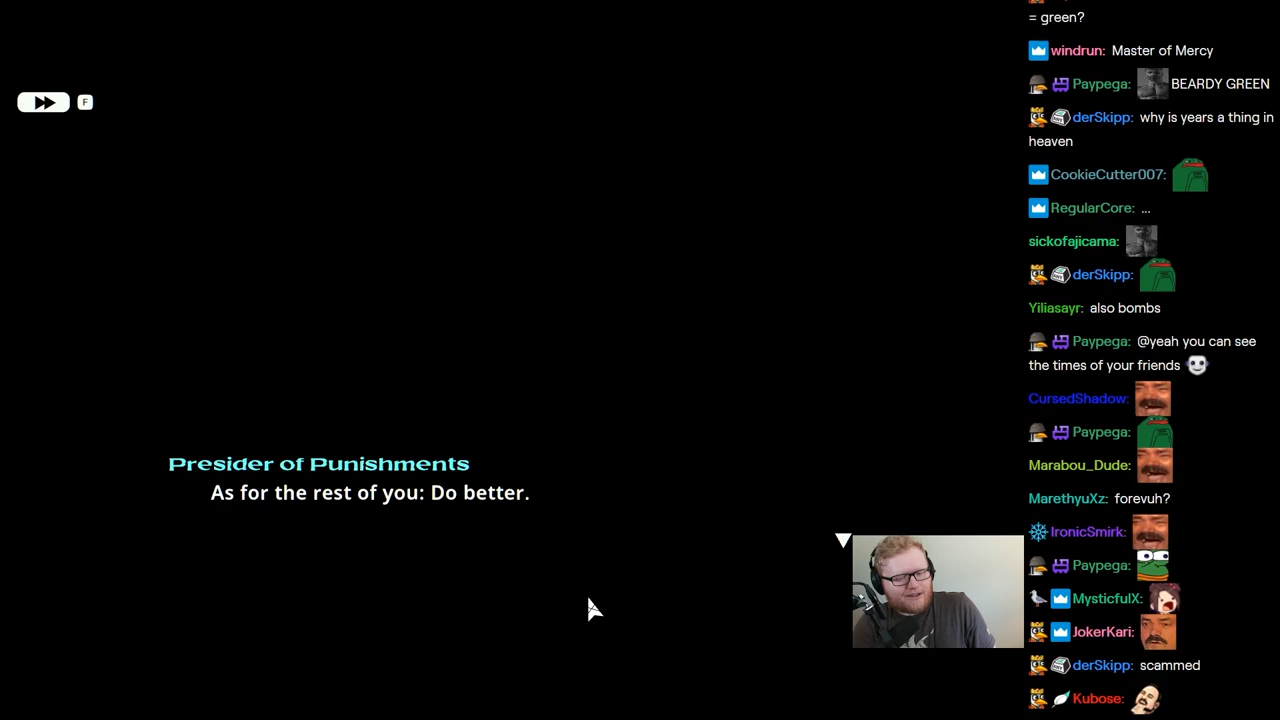 = green?
windrun: Master of Mercy
F
Paypega: BEARDY GREEN
derSkipp: why is years a thing in
heaven
CookieCutter007:
RegularCore: ...
sickofajicama:
derSkipp:
Yiliasayr: also bombs
Paypega: @yeah you can see
the times of your friends
CursedShadow:
Paypega:
Marabou_Dude:
Presider of Punishments
As for the rest of you: Do better.
MarethyuXz: forevuh?
IronicSmirk:
Paypega:
MysticfulX:
JokerKari:
derSkipp: scammed
Kubose: